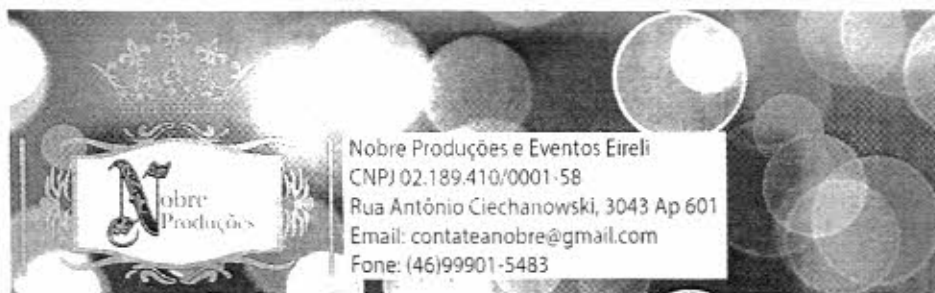 Nobre
Produções
Nobre Produções e Eventos Eireli
CNPJ 02.189.410/0001-58
Rua Antônio Ciechanowski, 3043 Ap 601
Email: contateanobre@gmail.com
Fone: (46)99901-5483